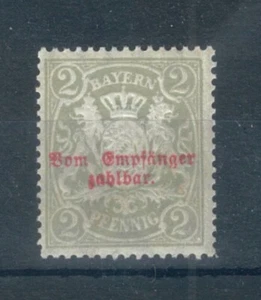 2 BAYERN 2
Vom Empfänger
zahlbar.
2 PFENNIG 2